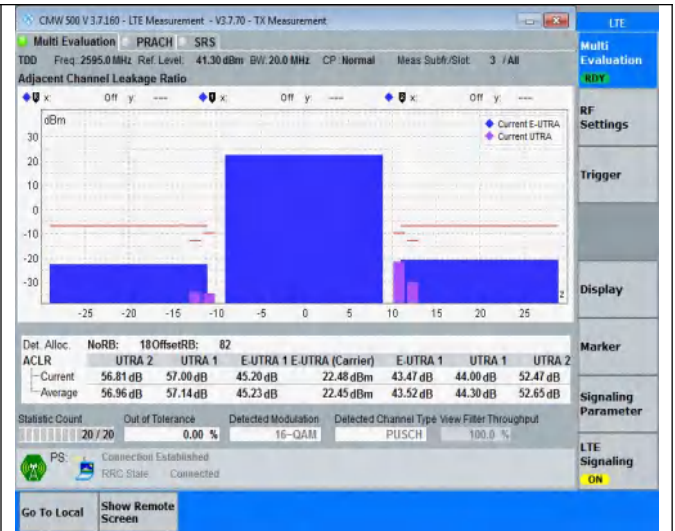 CMW 500 V 3.7.160 - LTE Measurement - V3.7.70 - TX Measurement
LTE
Multi Evaluation PRACH SRS
Multi Evaluation
RDY
TDD Freq.: 2595.0 MHz Ref. Level: 41.30 dBm BW: 20.0 MHz CP: Normal Meas Subfr./Slot: 3 / All
Adjacent Channel Leakage Ratio
x: Off y: --- x: Off y: --- x: Off y: ---
dBm
Current E-UTRA
Current UTRA
RF Settings
30
20
10
0
-10
-20
-30
Trigger
Display
z
-25 -20 -15 -10 -5 0 5 10 15 20 25
Det. Alloc. NoRB: 18 OffsetRB: 82
Marker
ACLR UTRA 2 UTRA 1 E-UTRA 1 E-UTRA (Carrier) E-UTRA 1 UTRA 1 UTRA 2
Current 56.81 dB 57.00 dB 45.20 dB 22.48 dBm 43.47 dB 44.00 dB 52.47 dB
Average 56.96 dB 57.14 dB 45.23 dB 22.45 dBm 43.52 dB 44.30 dB 52.65 dB
Signaling Parameter
Statistic Count Out of Tolerance Detected Modulation Detected Channel Type View Filter Throughput
20 / 20 0.00 % 16-QAM PUSCH 100.0 %
PS: Connection Established
RRC State Connected
LTE Signaling
ON
Go To Local
Show Remote Screen